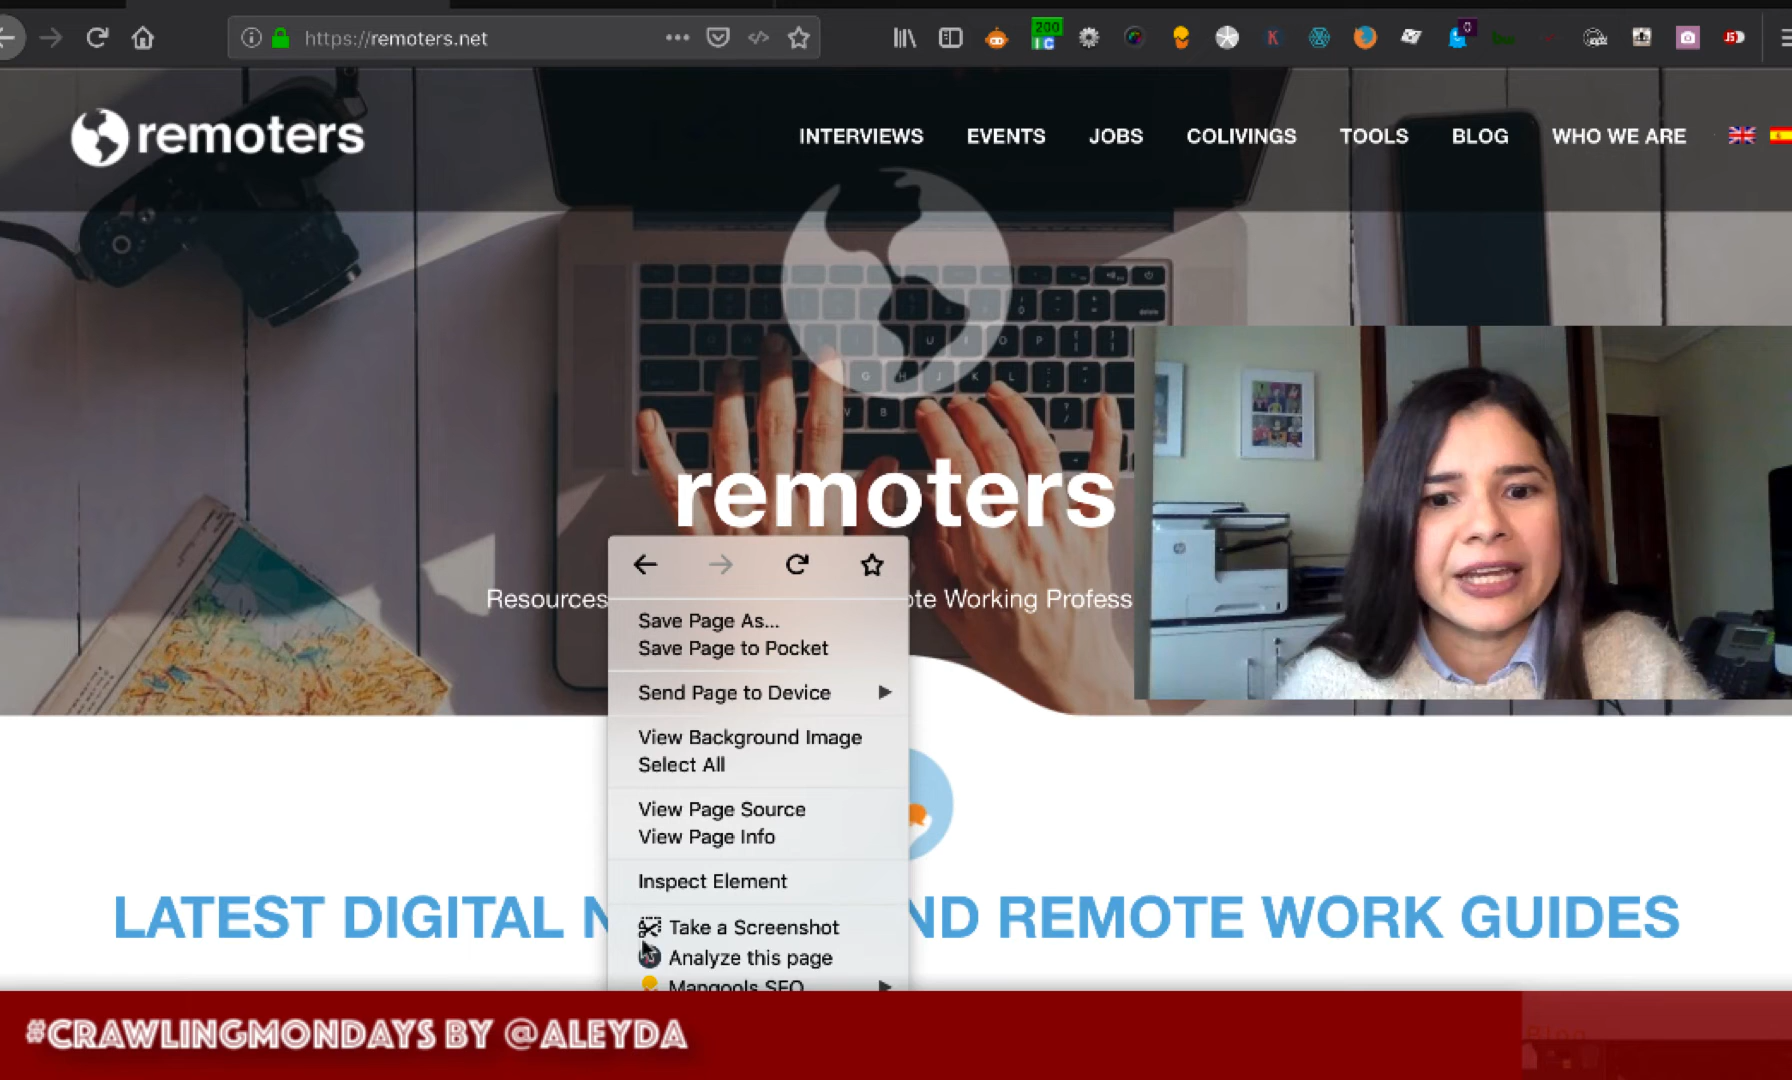 https://remoters.net
200
remoters
INTERVIEWS EVENTS JOBS COLIVINGS TOOLS BLOG WHO WE ARE
remoters
Resources
ote Working Profess
Save Page As...
Save Page to Pocket
Send Page to Device
View Background Image
Select All
View Page Source
View Page Info
Inspect Element
LATEST DIGITAL N ND REMOTE WORK GUIDES
Take a Screenshot
Analyze this page
Mangools SEO
#CRAWLINGMONDAYS BY @ALEYDA
Blog